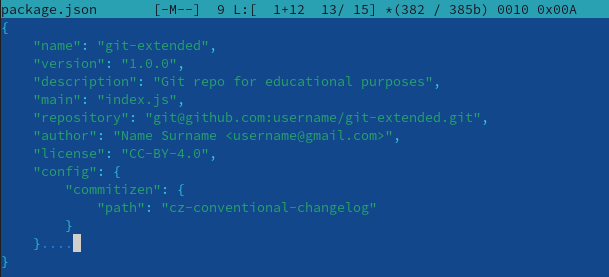 package.json       [-M--]  9 L:[  1+12  13/ 15] *(382 / 385b) 0010 0x00A
{
    "name": "git-extended",
    "version": "1.0.0",
    "description": "Git repo for educational purposes",
    "main": "index.js",
    "repository": "git@github.com:username/git-extended.git",
    "author": "Name Surname <username@gmail.com>",
    "license": "CC-BY-4.0",
    "config": {
        "commitizen": {
            "path": "cz-conventional-changelog"
        }
    }....
}